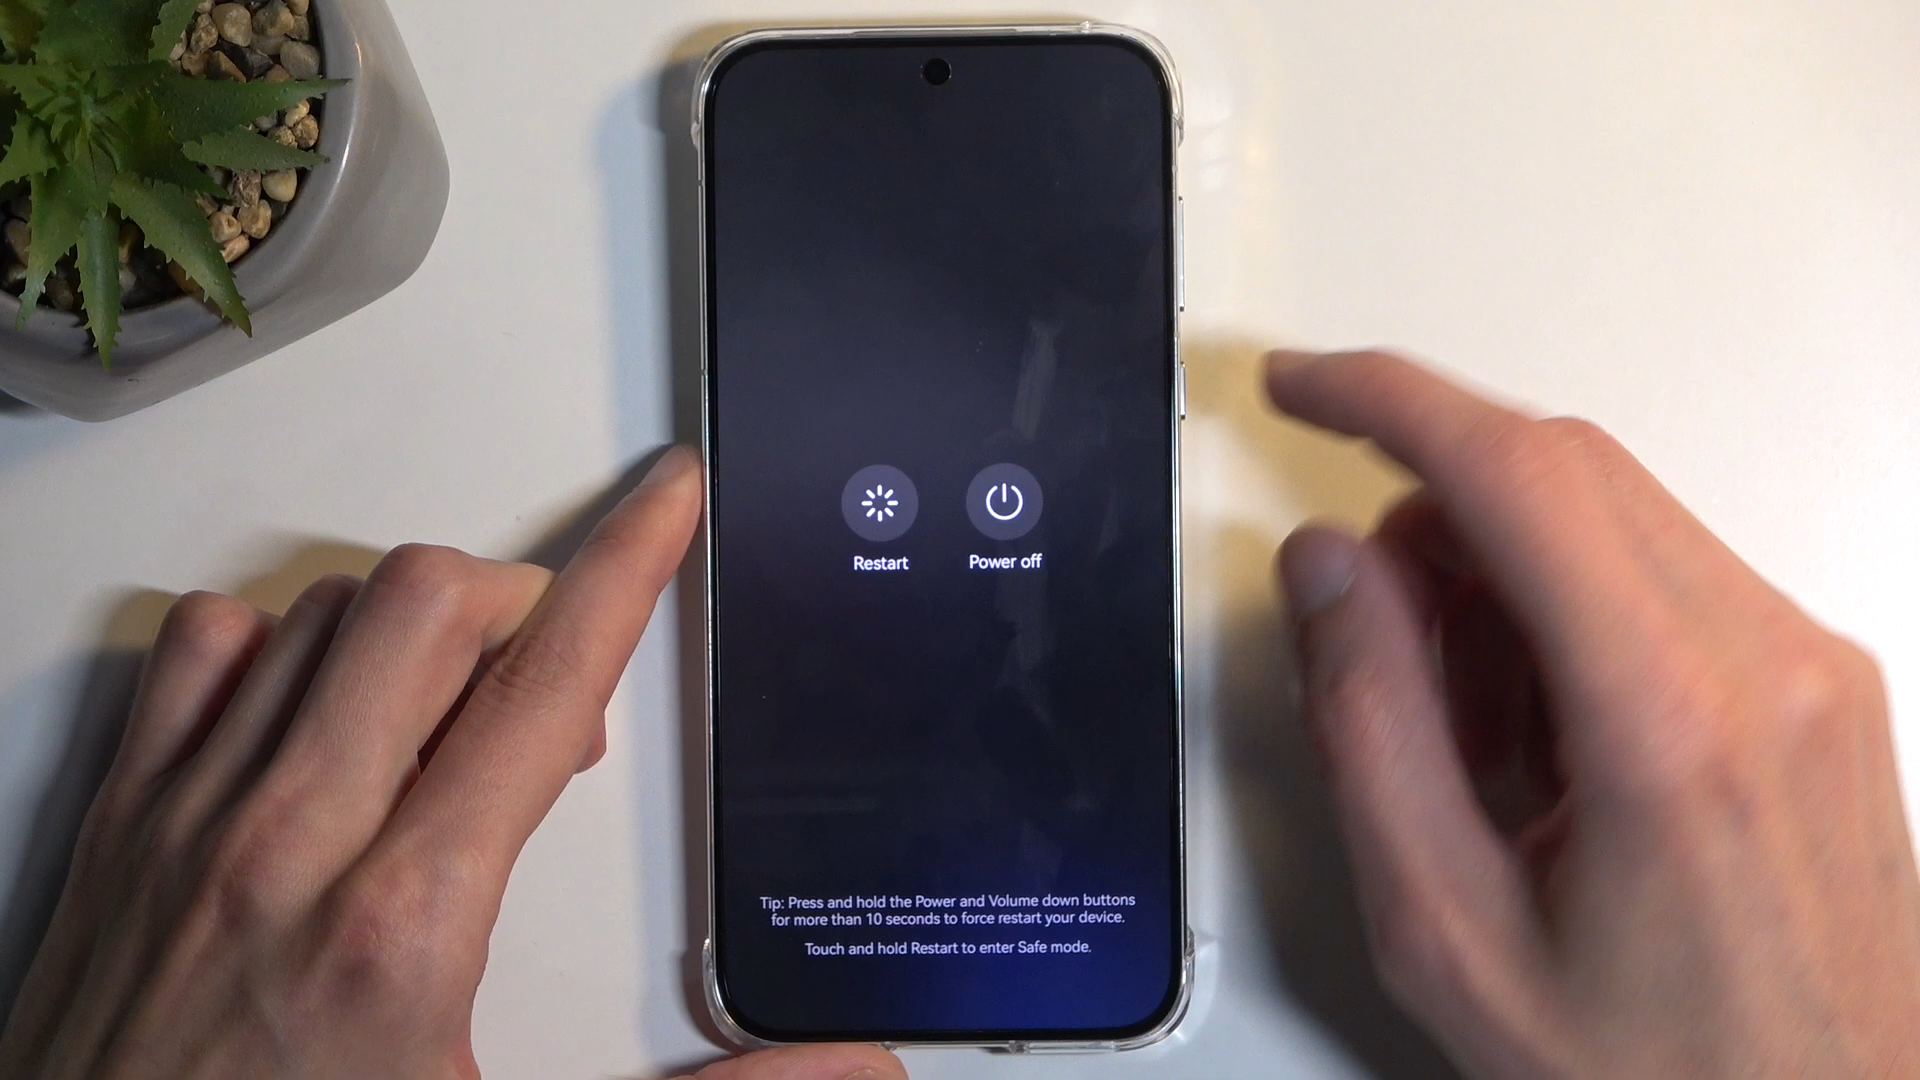 Restart
Power off
Tip: Press and hold the Power and Volume down buttons
for more than 10 seconds to force restart your device.
Touch and hold Restart to enter Safe mode.